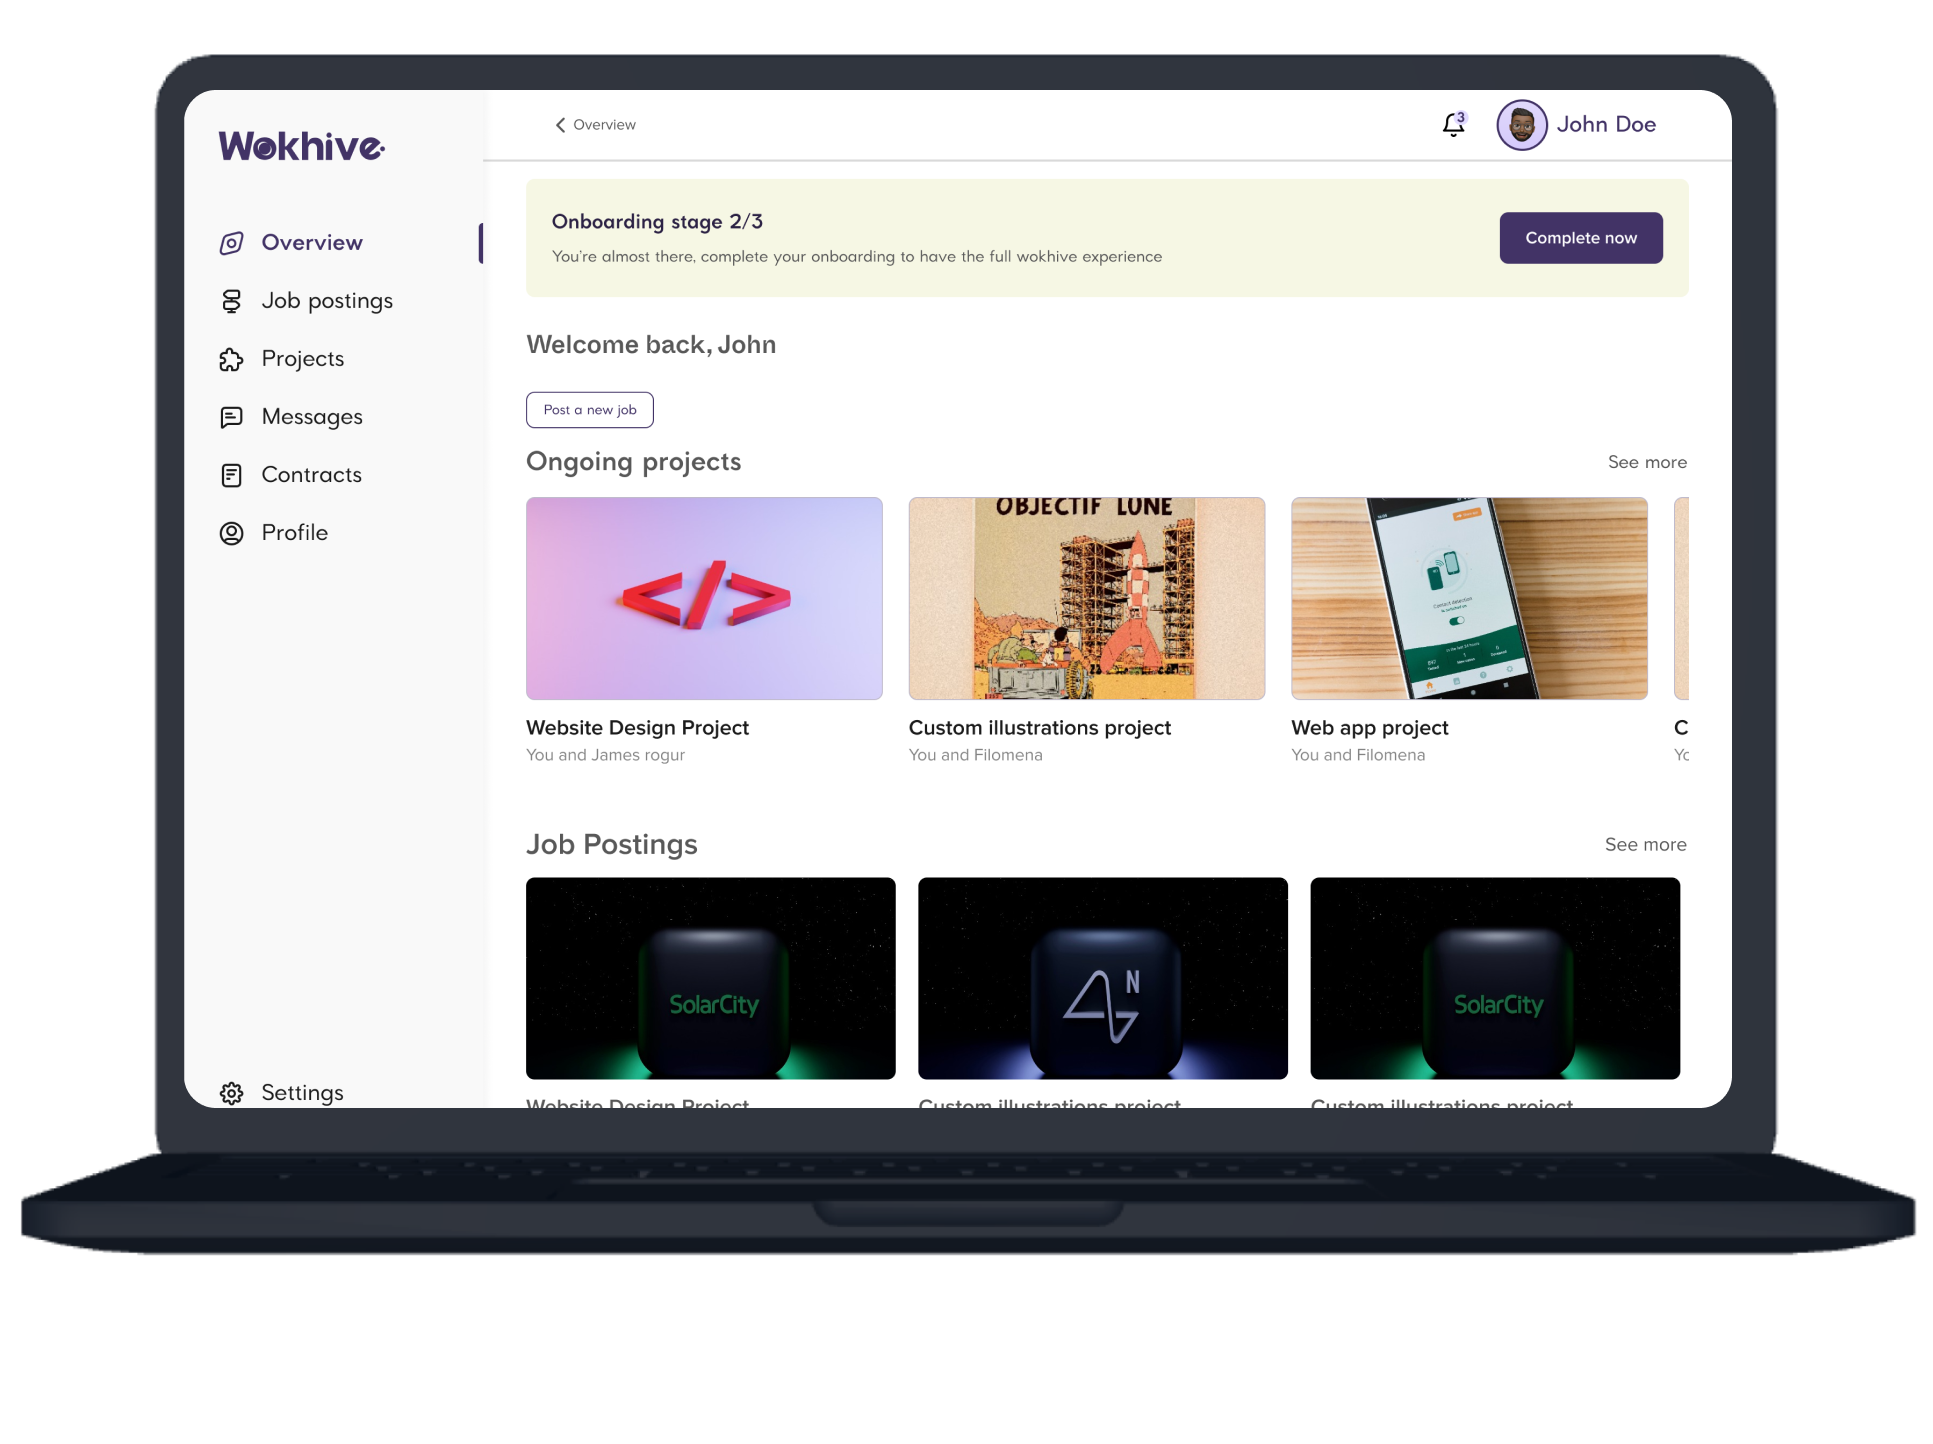 Wokhive
Overview
Job postings
Projects
Messages
Contracts
Profile
Settings
Overview
3
John Doe
Onboarding stage 2/3
You're almost there, complete your onboarding to have the full wokhive experience
Complete now
Welcome back, John
Post a new job
Ongoing projects
See more
OBJECTIF LUNE
Contact detection
Website Design Project
You and James rogur
Custom illustrations project
You and Filomena
Web app project
You and Filomena
C
Yo
Job Postings
See more
SolarCity
N
SolarCity
Website Design Project
Custom illustrations project
Custom illustrations project